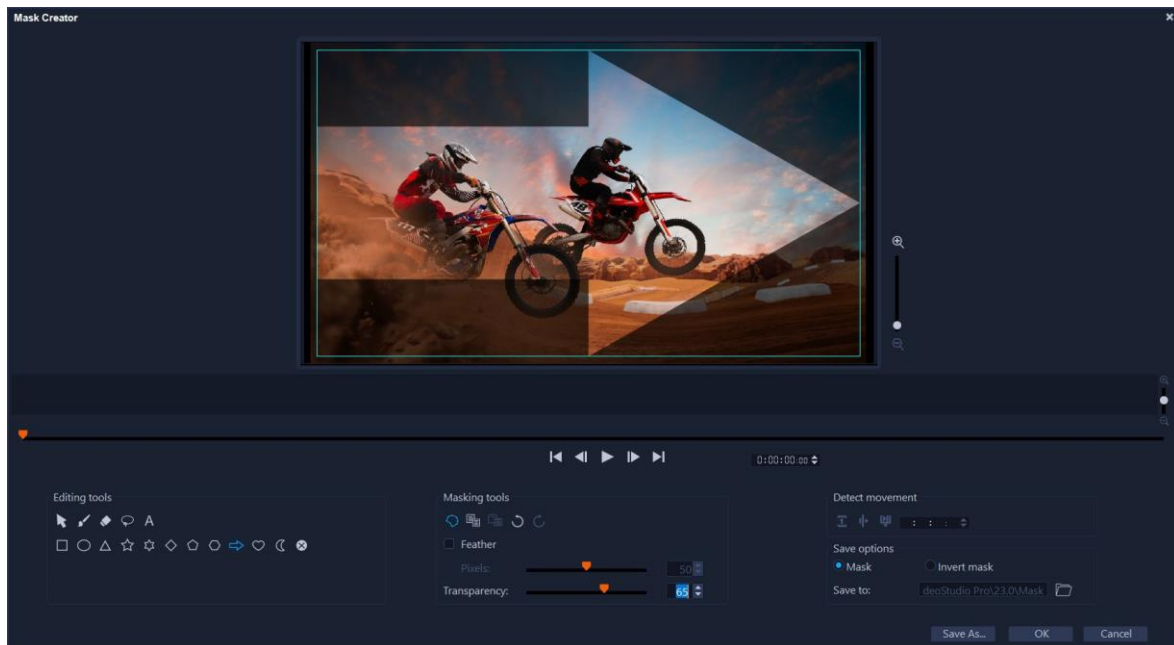 Mask Creator
0:00:00:00
Editing tools
A
Masking tools
Feather
Pixels: 50
Transparency: 65
Detect movement
: : :
Save options
Mask Invert mask
Save to: deoStudio Pro\23.0\Mask
Save As... OK Cancel